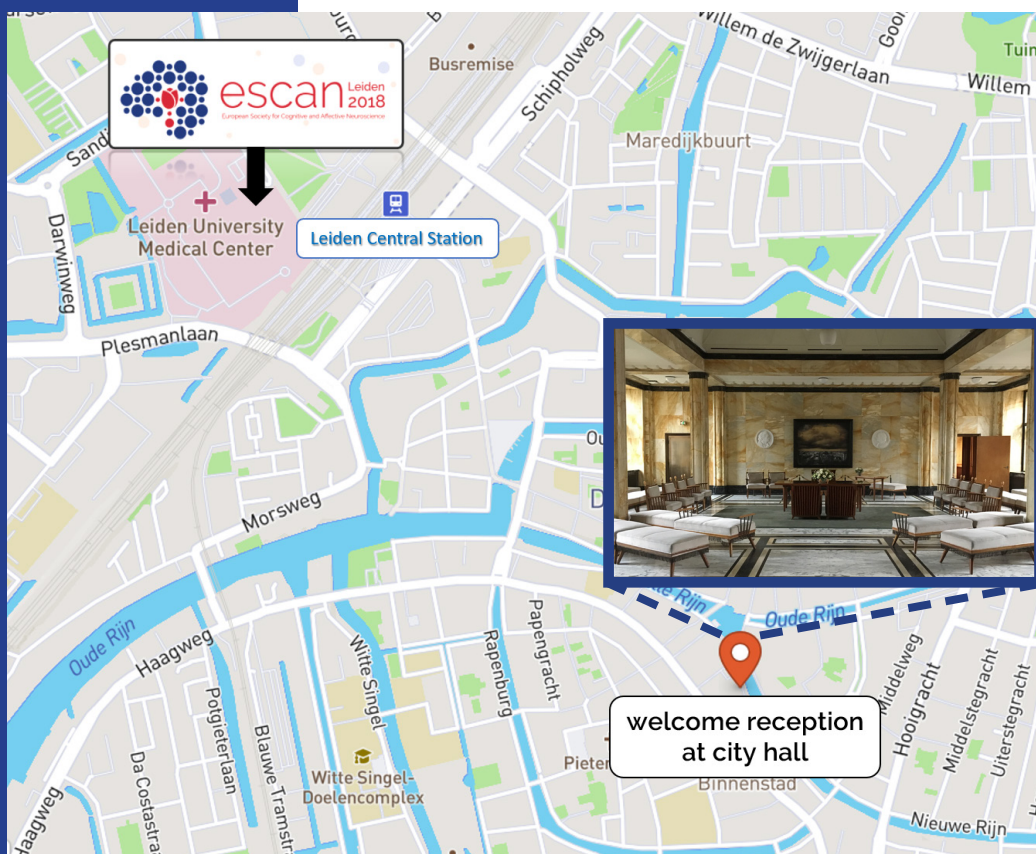 Busremise
Schipholweg
Willem de Zwijgerlaan
Willem
escan Leiden
2018
European Society for Cognitive and Affective Neuroscience
Maredijkbuurt
Leiden University
Medical Center
Leiden Central Station
Darwinweg
Plesmanlaan
Morsweg
Oude Rijn
Haagweg
Oude Rijn
Witte Singel
Rapenburg
Papengracht
Potgieterlaan
Blauwe Tramstr
Da Costastraa
Haagweg
Witte Singel-
Doelencomplex
welcome reception
at city hall
Binnenstad
Middelweg
Hooigracht
Middelstegracht
Uiterstegracht
Nieuwe Rijn